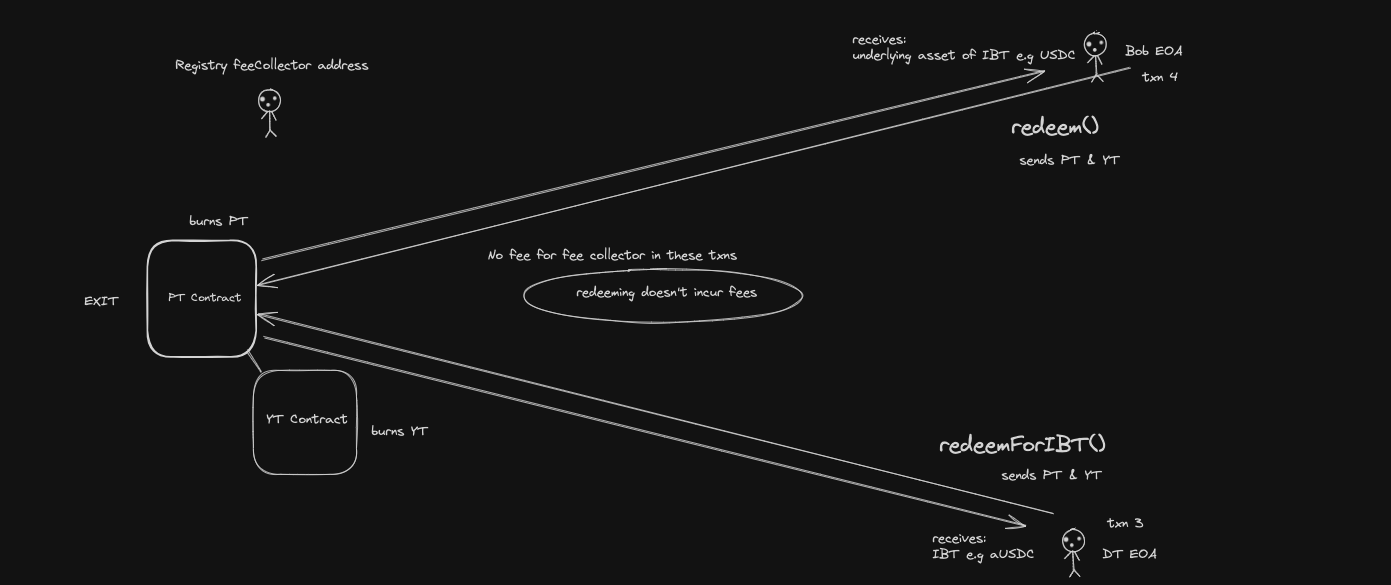 receives:
underlying asset of IBT e.g USDC
Bob EOA
txn 4
Registry feeCollector address
redeem()
sends PT & YT
burns PT
No fee for fee collector in these txns
redeeming doesn't incur fees
EXIT
PT Contract
YT Contract
burns YT
redeemForIBT()
sends PT & YT
txn 3
receives:
IBT e.g aUSDC
DT EOA